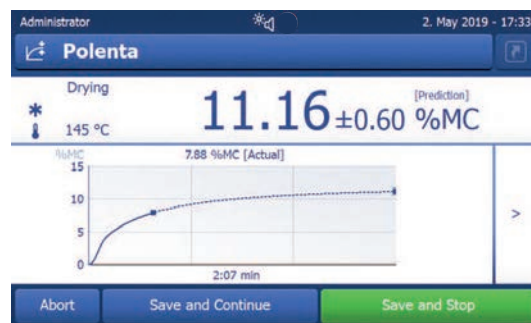 Administrator 2. May 2019 - 17:33
Polenta
Drying
145 °C
11.16 ±0.60 %MC
[Prediction]
%MC
7.88 %MC [Actual]
15
10
5
0
2:07 min
>
Abort Save and Continue Save and Stop